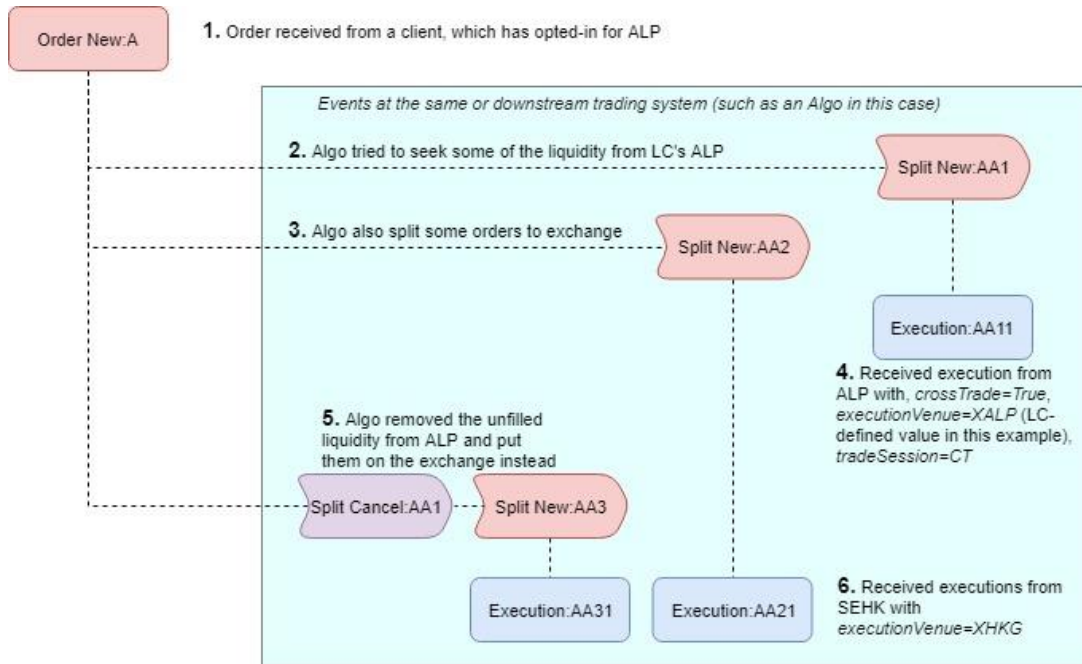 Order New:A
1. Order received from a client, which has opted-in for ALP
Events at the same or downstream trading system (such as an Algo in this case)
2. Algo tried to seek some of the liquidity from LC's ALP
Split New:AA1
3. Algo also split some orders to exchange
Split New:AA2
Execution:AA11
4. Received execution from
ALP with, crossTrade=True,
executionVenue=XALP (LC-
defined value in this example),
tradeSession=CT
5. Algo removed the unfilled
liquidity from ALP and put
them on the exchange instead
Split Cancel:AA1
Split New:AA3
Execution:AA31
Execution:AA21
6. Received executions from
SEHK with
executionVenue=XHKG